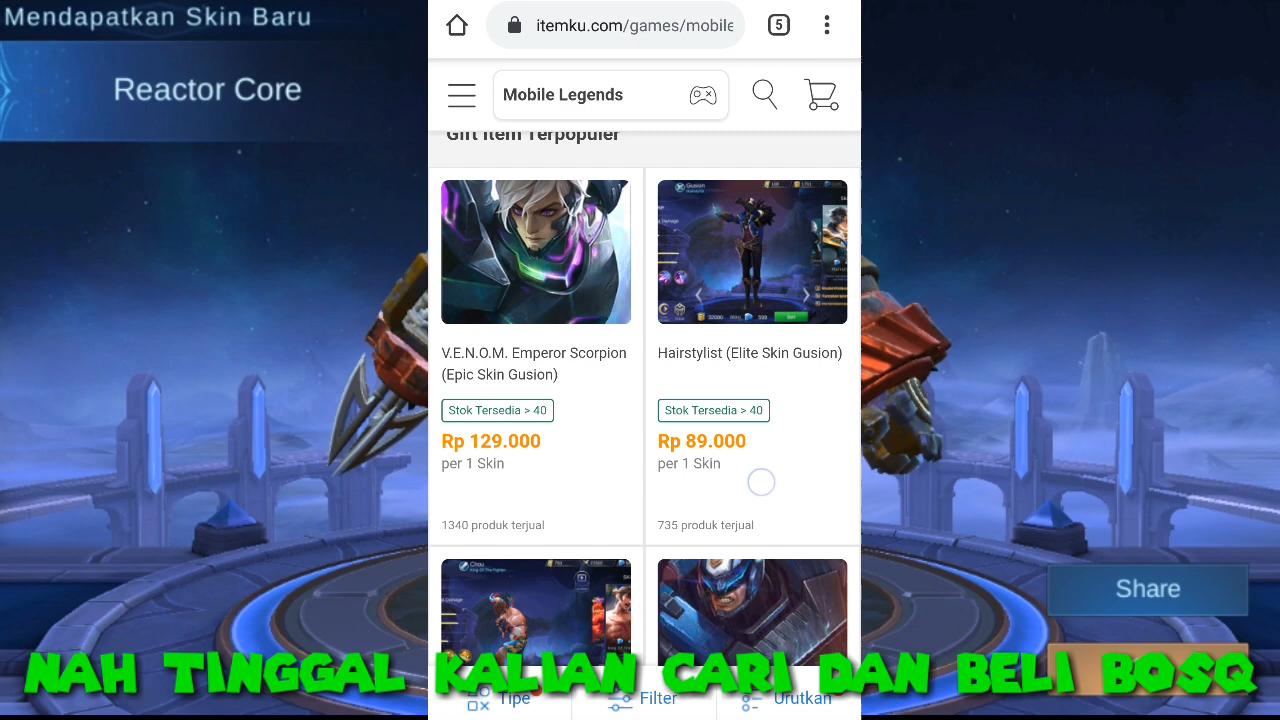 Mendapatkan Skin Baru
Reactor Core
5
itemku.com/games/mobile
Mobile Legends
Gift Item Terpopuler
V.E.N.O.M. Emperor Scorpion
(Epic Skin Gusion)
Stok Tersedia > 40
Rp 129.000
per 1 Skin
1340 produk terjual
Gusion
Hairstylist (Elite Skin Gusion)
Stok Tersedia > 40
Rp 89.000
per 1 Skin
735 produk terjual
Chou
Share
NAH TINGGAL KALIAN CARI DAN BELI BOSQ
Tipe
Filter
Urutkan